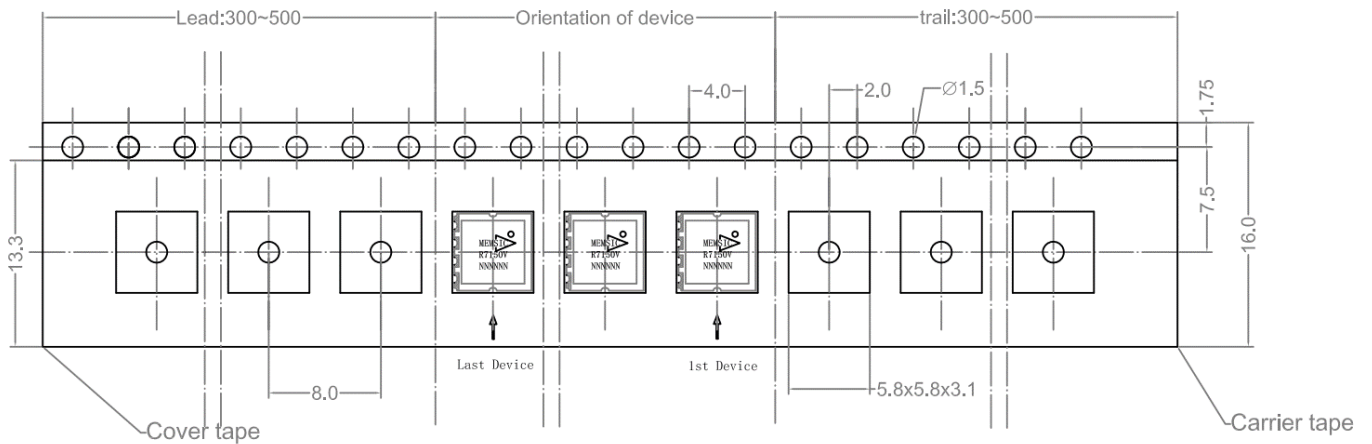 Lead:300~500
Orientation of device
trail:300~500
4.0
2.0
Ø1.5
1.75
7.5
16.0
13.3
MEMSIC
R7150V
NNNNNN
MEMSIC
R7150V
NNNNNN
MEMSIC
R7150V
NNNNNN
Last Device
1st Device
8.0
5.8x5.8x3.1
Cover tape
Carrier tape